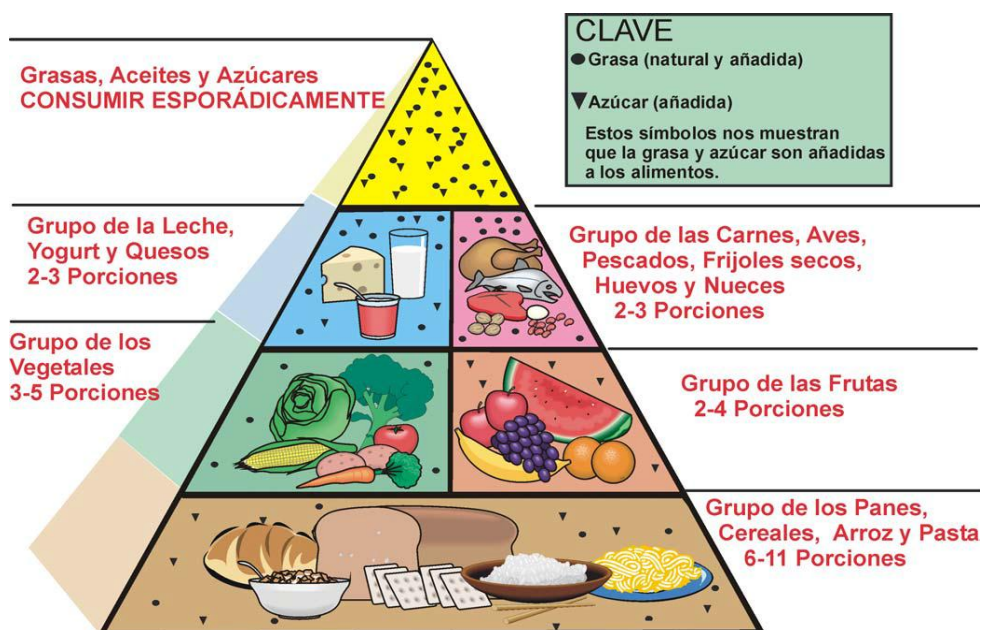 Grasas, Aceites y Azúcares
CONSUMIR ESPORÁDICAMENTE
CLAVE
Grasa (natural y añadida)
Azúcar (añadida)
Estos símbolos nos muestran
que la grasa y azúcar son añadidas
a los alimentos.
Grupo de la Leche,
Yogurt y Quesos
2-3 Porciones
Grupo de las Carnes, Aves,
Pescados, Frijoles secos,
Huevos y Nueces
2-3 Porciones
Grupo de los
Vegetales
3-5 Porciones
Grupo de las Frutas
2-4 Porciones
Grupo de los Panes,
Cereales, Arroz y Pasta
6-11 Porciones